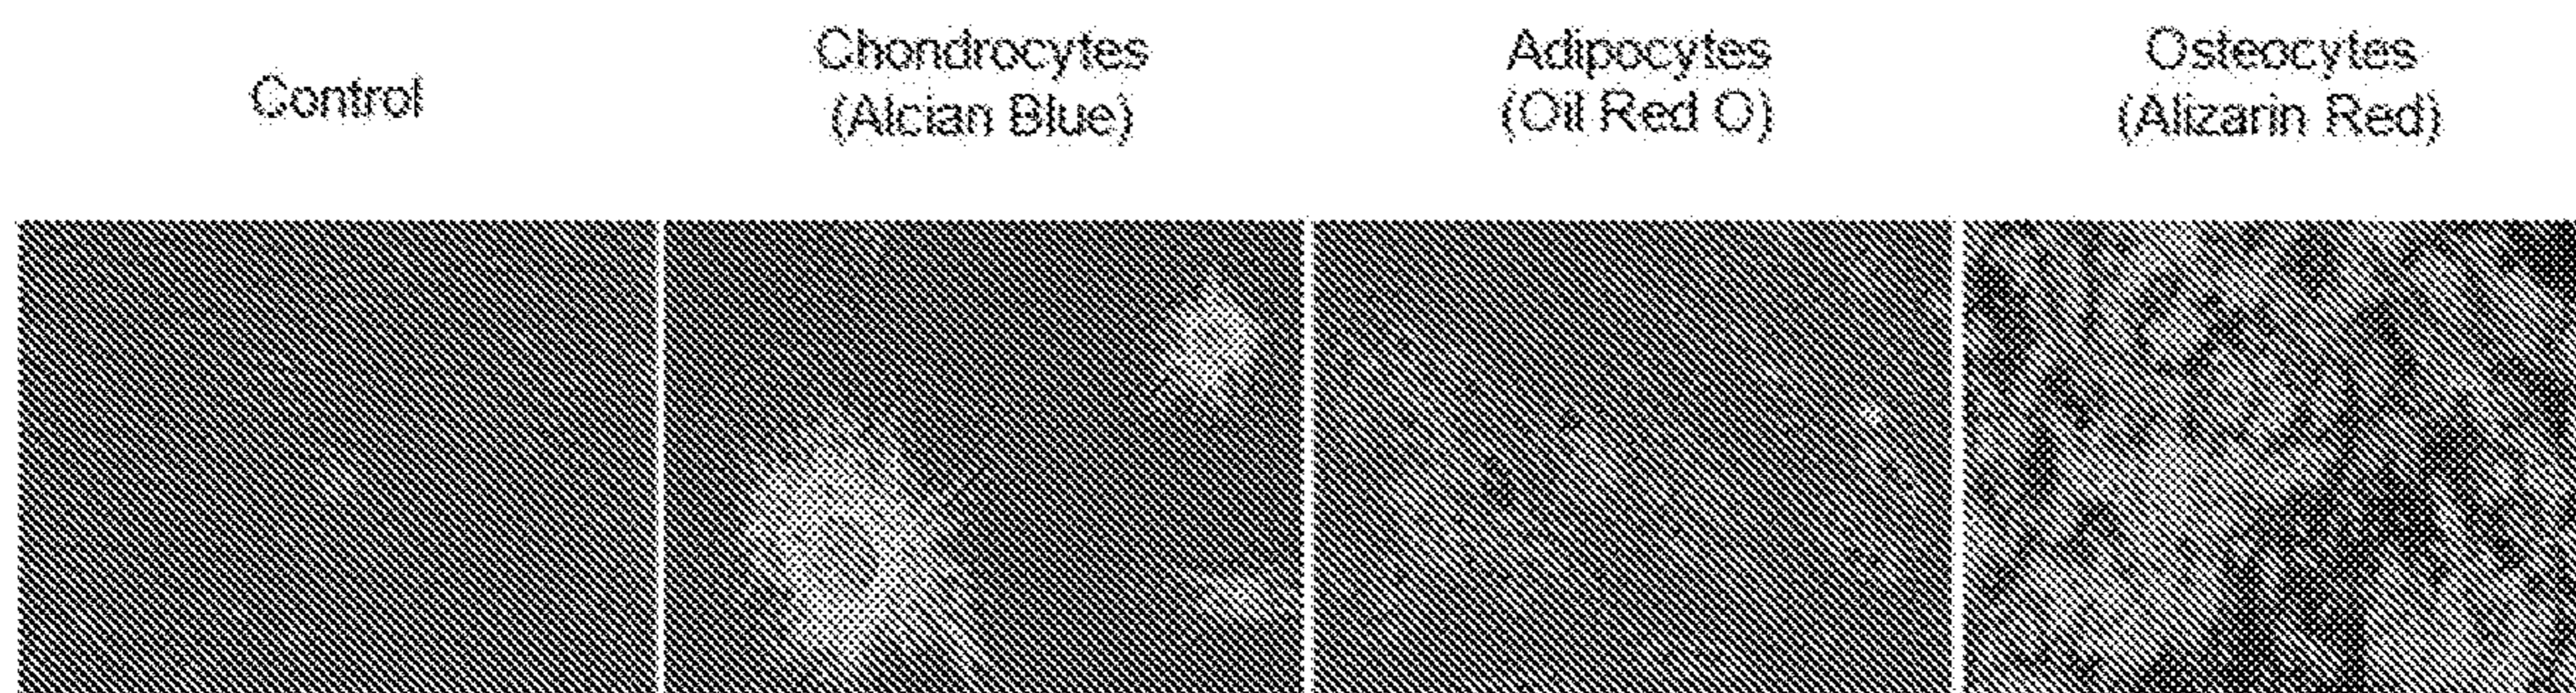 Control
Chondrocytes
(Alcian Blue)
Adipocytes
(Oil Red O)
Osteocytes
(Alizarin Red)